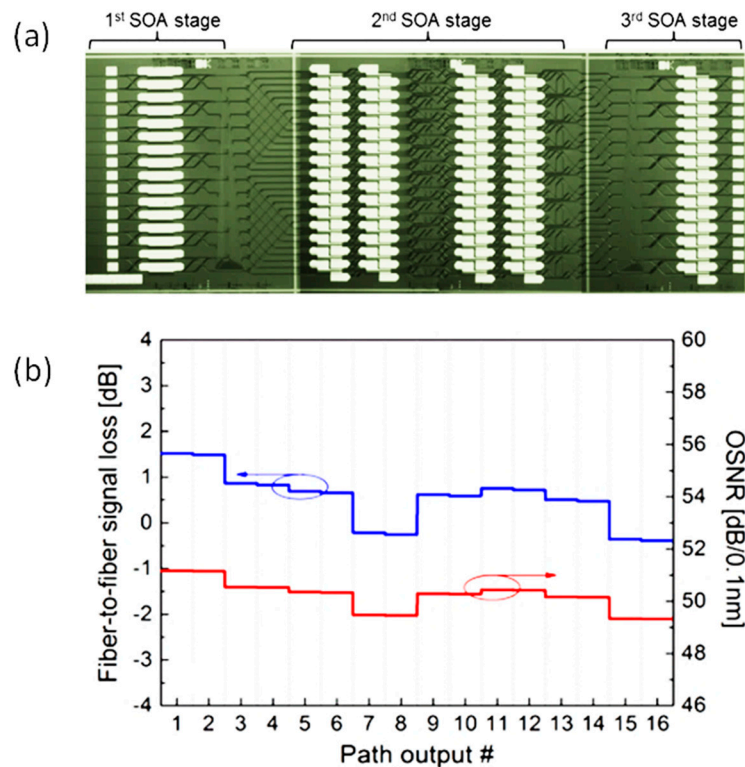 (a)
1st SOA stage
2nd SOA stage
3rd SOA stage
(b)
Fiber-to-fiber signal loss [dB]
4
3
2
1
0
-1
-2
-3
-4
60
58
56
54
52
50
48
46
OSNR [dB/0.1nm]
1 2 3 4 5 6 7 8 9 10 11 12 13 14 15 16
Path output #